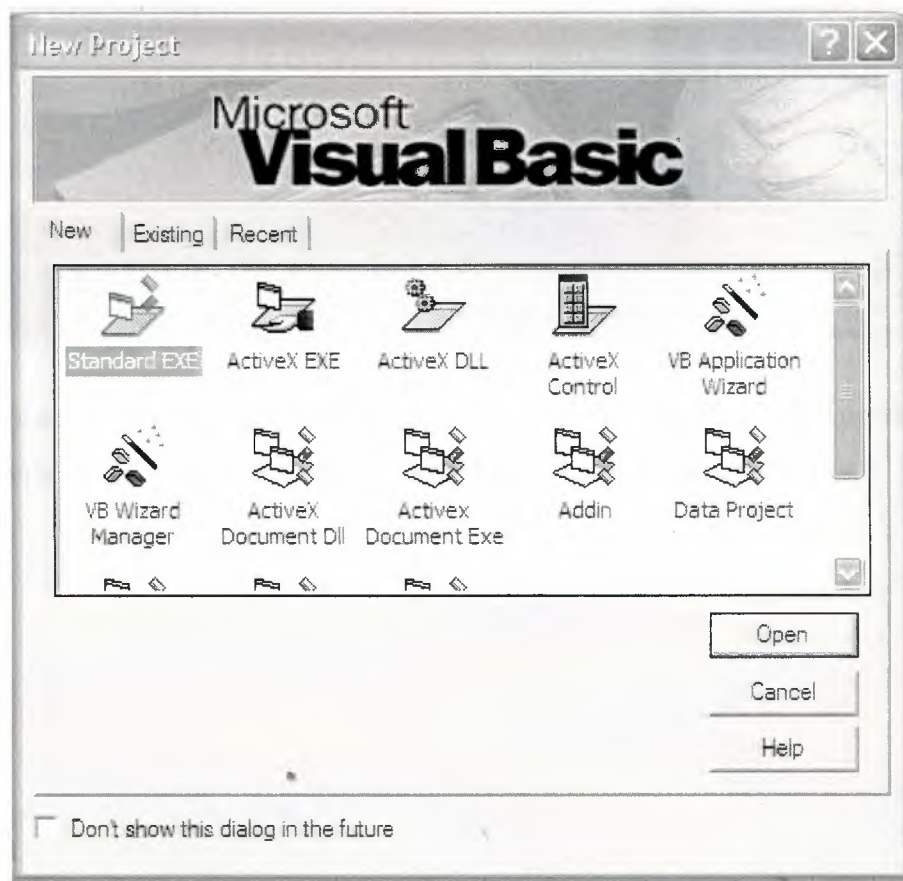 New Project
Microsoft
Visual Basic
New Existing Recent
Standard EXE ActiveX EXE ActiveX DLL ActiveX Control VB Application Wizard
VB Wizard Manager ActiveX Document Dll Activex Document Exe Addin Data Project
Open
Cancel
Help
Don't show this dialog in the future